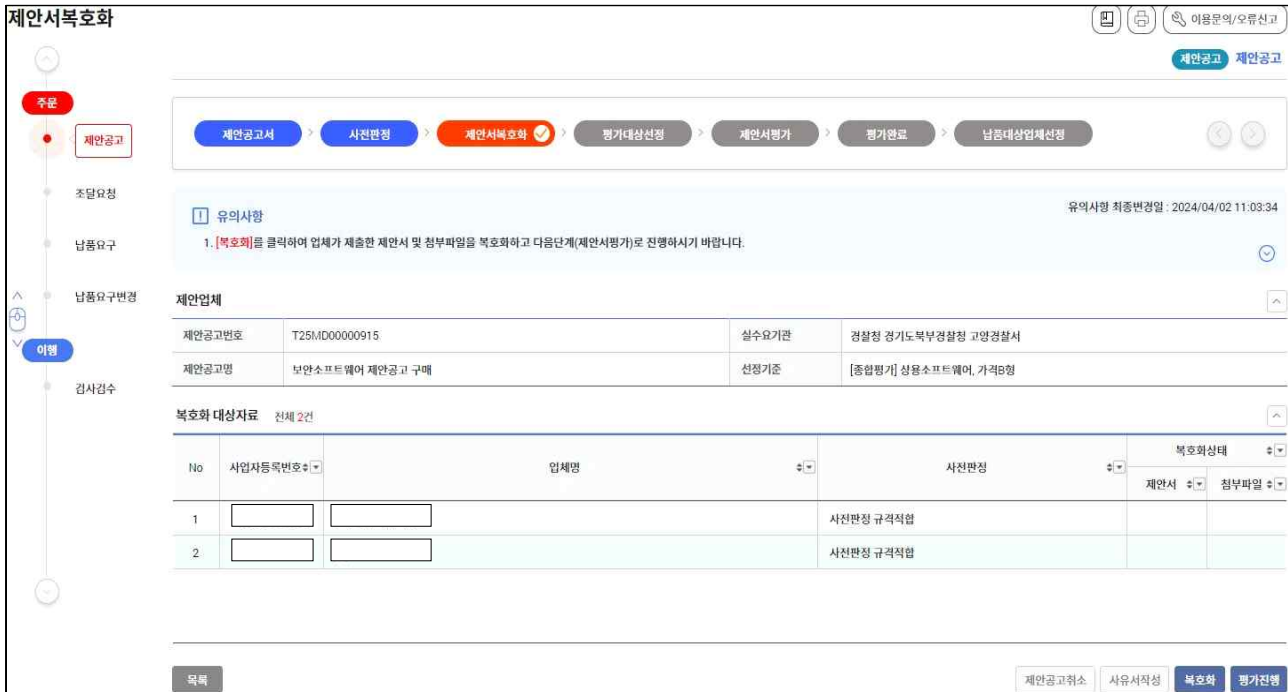 제안서복호화
이용문의/오류신고
제안공고 제안공고
주문
제안공고
조달요청
납품요구
납품요구변경
이행
검사검수
제안공고서 사전판정 제안서복호화 평가대상선정 제안서평가 평가완료 납품대상업체선정
유의사항
유의사항 최종변경일 : 2024/04/02 11:03:34
1. [복호화]를 클릭하여 업체가 제출한 제안서 및 첨부파일을 복호화하고 다음단계(제안서평가)로 진행하시기 바랍니다.
제안업체
제안공고번호 T25MD00000915 실수요기관 경찰청 경기도북부경찰청 고양경찰서
제안공고명 보안소프트웨어 제안공고 구매 선정기준 [종합평가] 상용소프트웨어, 가격B형
복호화 대상자료 전체 2건
No 사업자등록번호 업체명 사전판정 복호화상태
제안서 첨부파일
1 사전판정 규격적합
2 사전판정 규격적합
목록 제안공고취소 사유서작성 복호화 평가진행